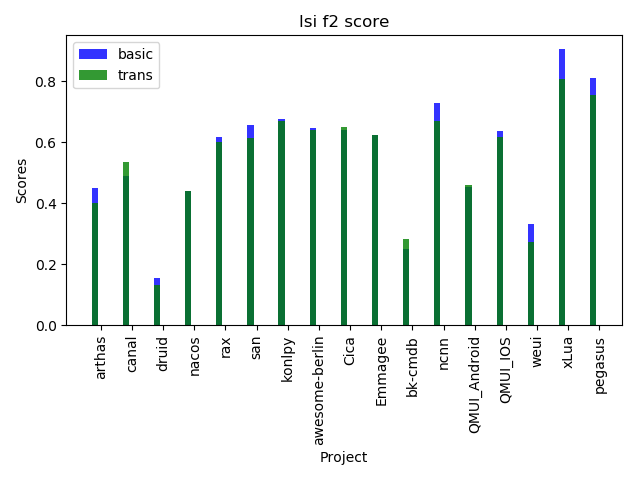 lsi f2 score
basic
trans
Scores
0.8
0.6
0.4
0.2
0.0
arthas
canal
druid
nacos
rax
san
konlpy
awesome-berlin
Cica
Emmagee
bk-cmdb
ncnn
QMUI_Android
QMUI_IOS
weui
xLua
pegasus
Project